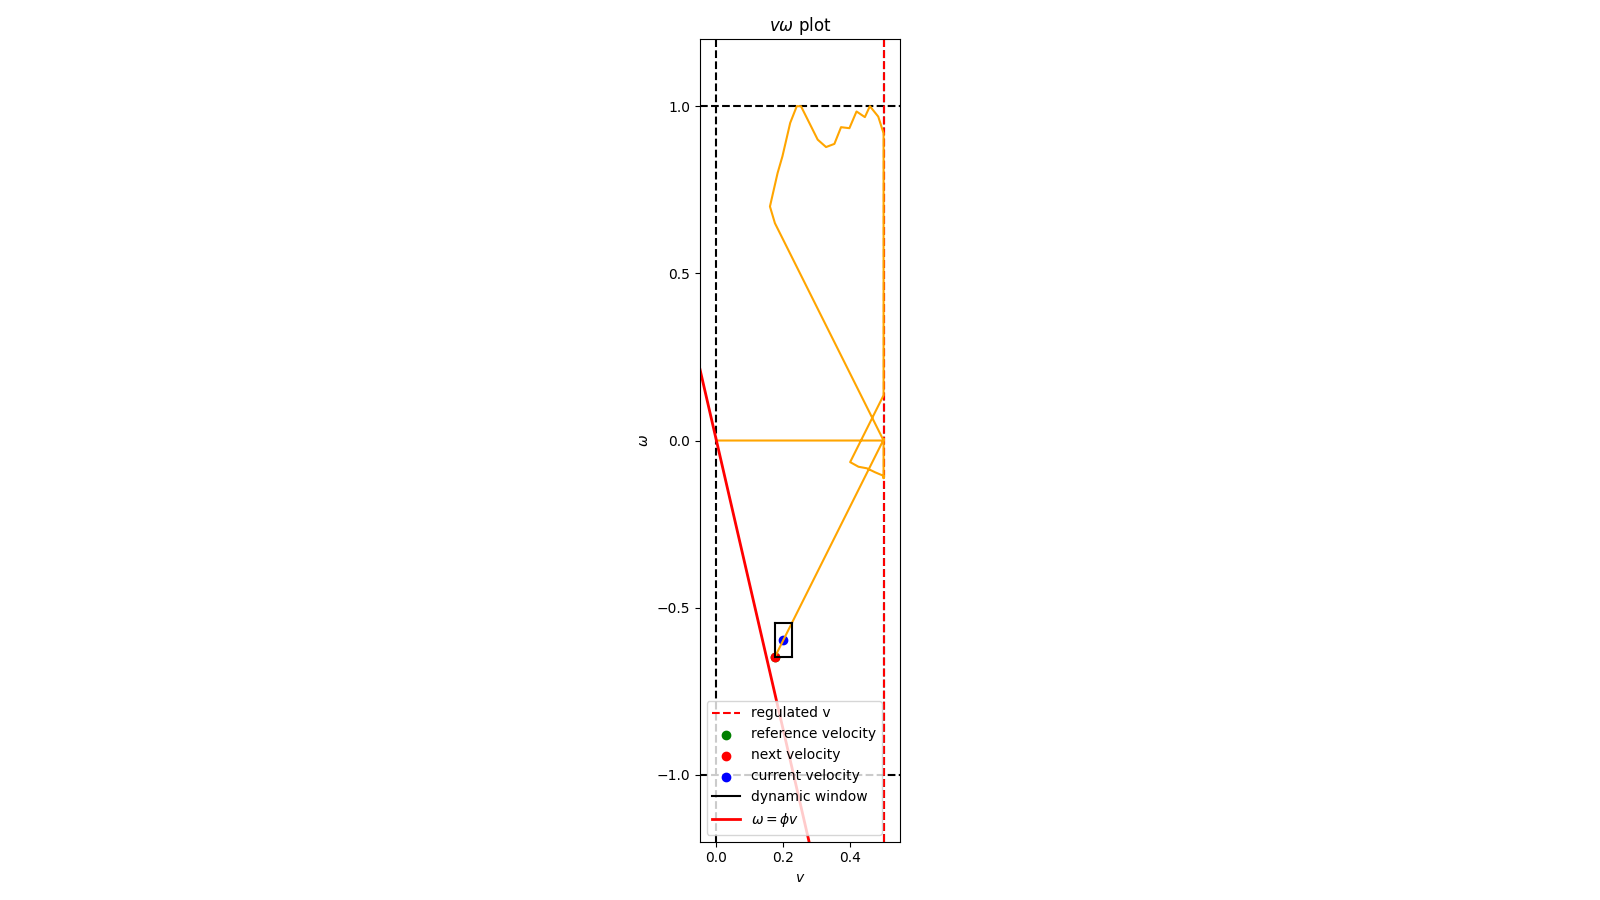 vω plot
1.0
0.5
0.0
−0.5
−1.0
ω
regulated v
reference velocity
next velocity
current velocity
dynamic window
ω = ϕv
0.0 0.2 0.4
v